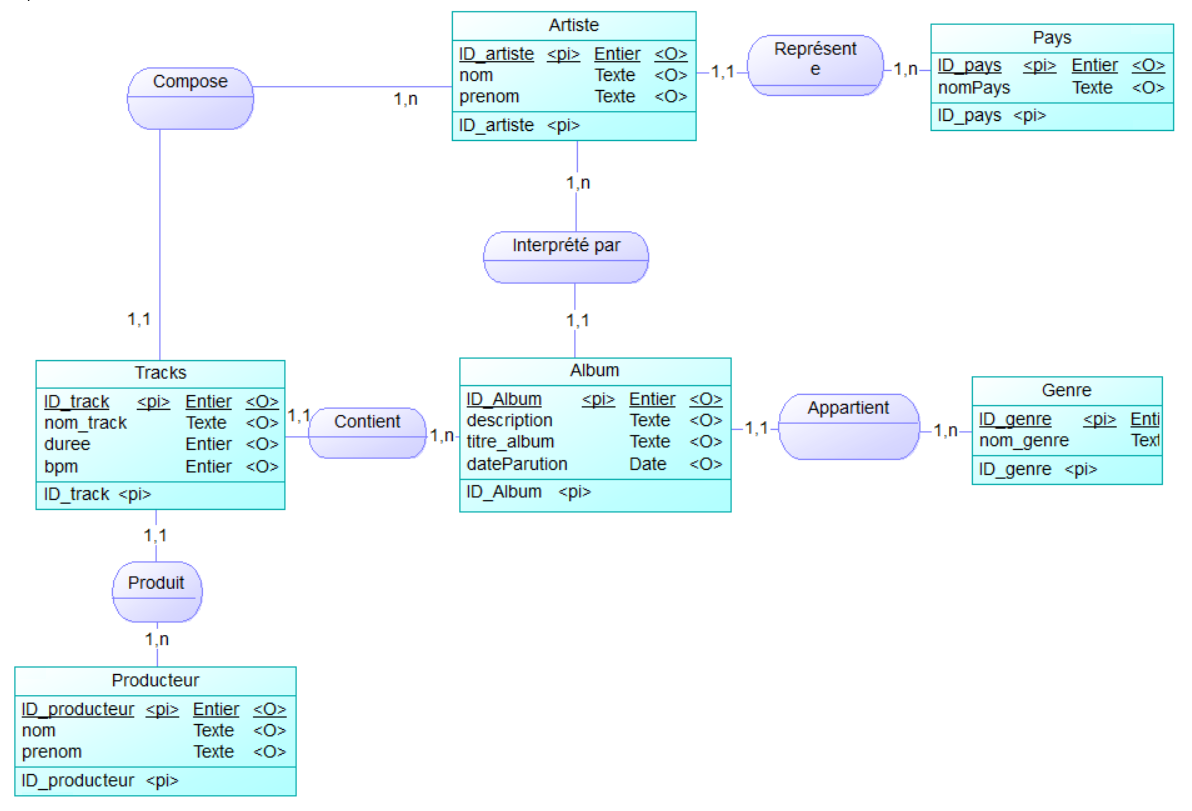 Artiste
ID_artiste <pi> Entier <O>
nom Texte <O>
prenom Texte <O>
ID_artiste <pi>
Compose
1,n
1,1
Représent
e
1,n
Pays
ID_pays <pi> Entier <O>
nomPays Texte <O>
ID_pays <pi>
1,n
Interprété par
1,1
1,1
Tracks
ID_track <pi> Entier <O>
nom_track Texte <O>
duree Entier <O>
bpm Entier <O>
ID_track <pi>
1,1
Contient
1,n
Album
ID_Album <pi> Entier <O>
description Texte <O>
titre_album Texte <O>
dateParution Date <O>
ID_Album <pi>
1,1
Appartient
1,n
Genre
ID_genre <pi> Enti
nom_genre Text
ID_genre <pi>
1,1
Produit
1,n
Producteur
ID_producteur <pi> Entier <O>
nom Texte <O>
prenom Texte <O>
ID_producteur <pi>